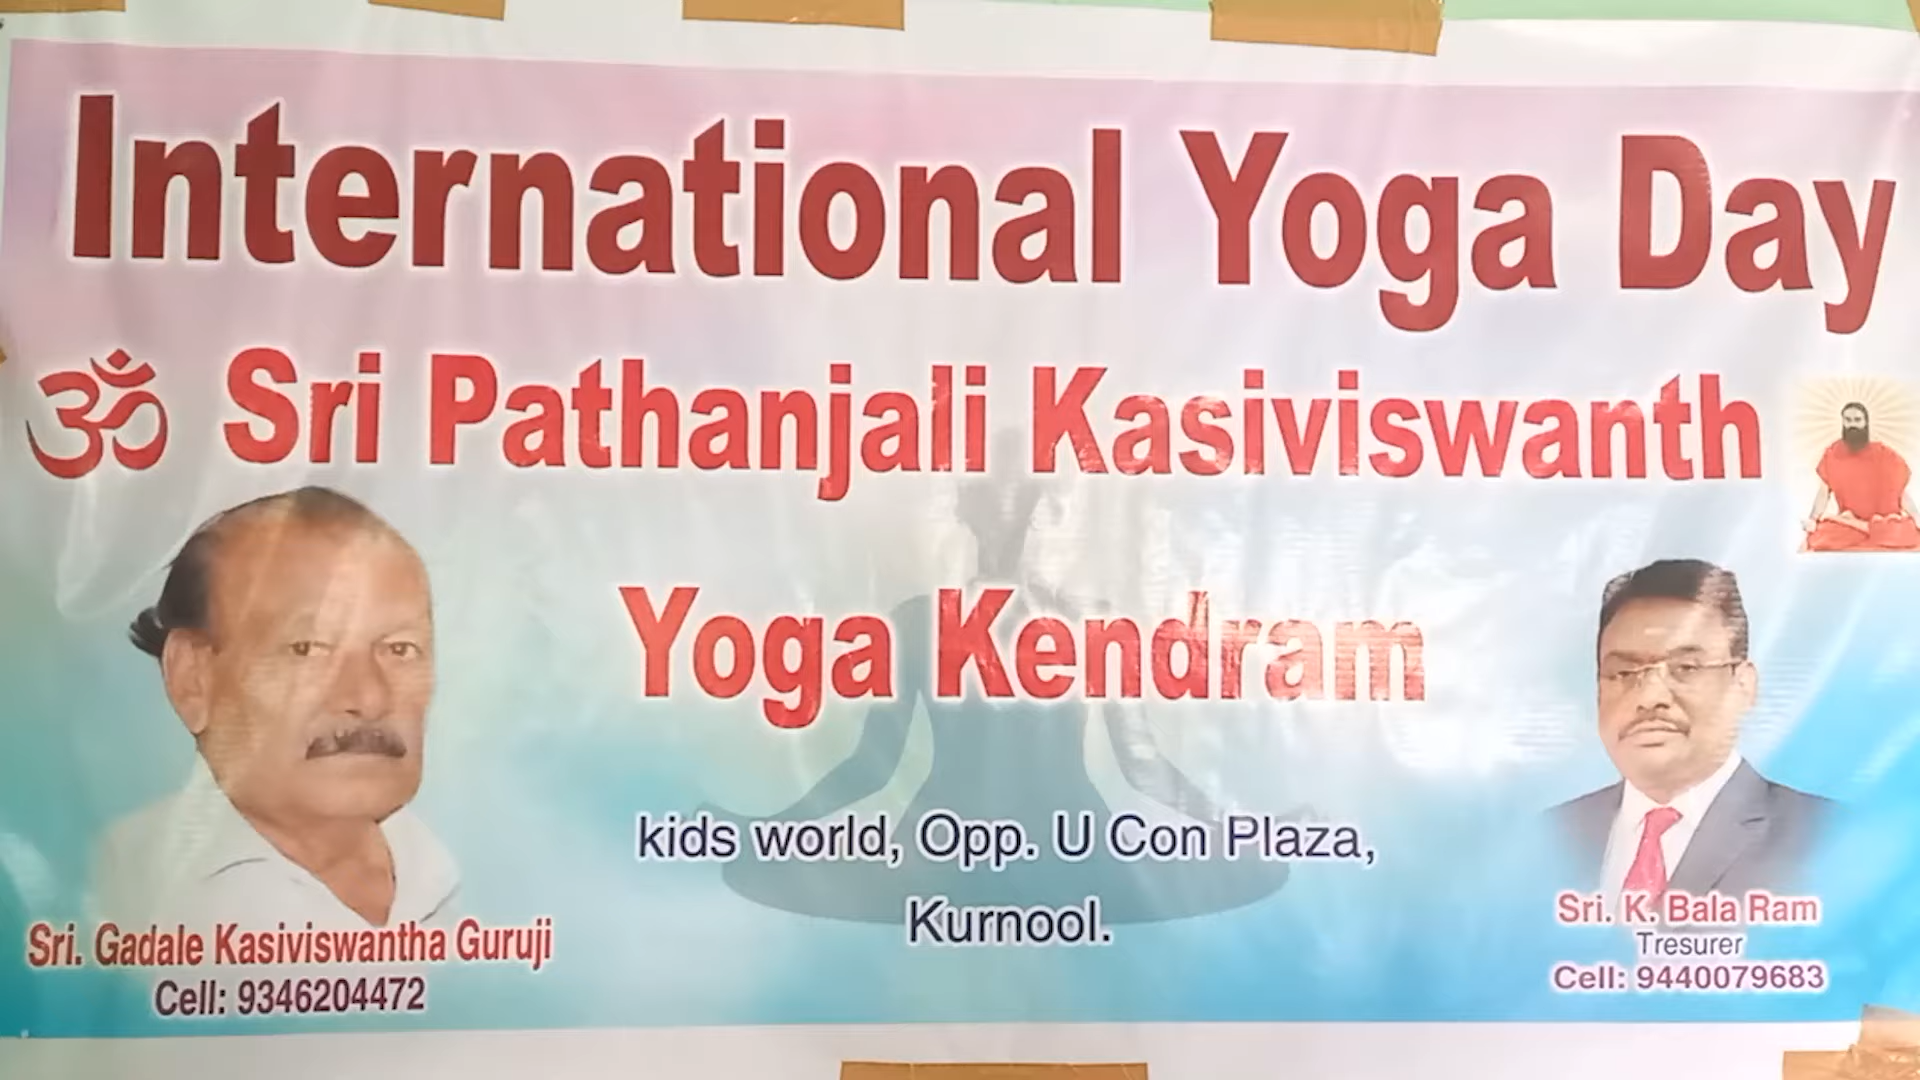 International Yoga Day
ॐ Sri Pathanjali Kasiviswanth
Yoga Kendram
kids world, Opp. U Con Plaza,
Kurnool.
Sri. Gadale Kasiviswantha Guruji
Cell: 9346204472
Sri. K. Bala Ram
Tresurer
Cell: 9440079683